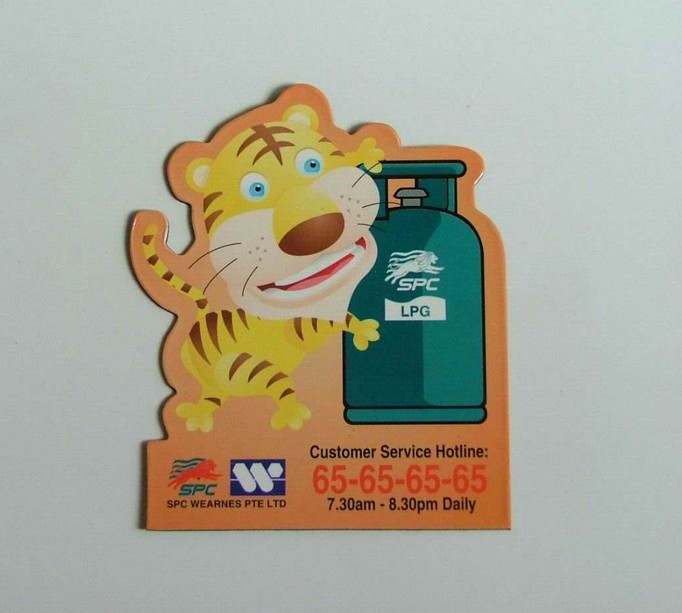 SPC
LPG
Customer Service Hotline:
65-65-65-65
7.30am - 8.30pm Daily
SPC
W
SPC WEARNES PTE LTD